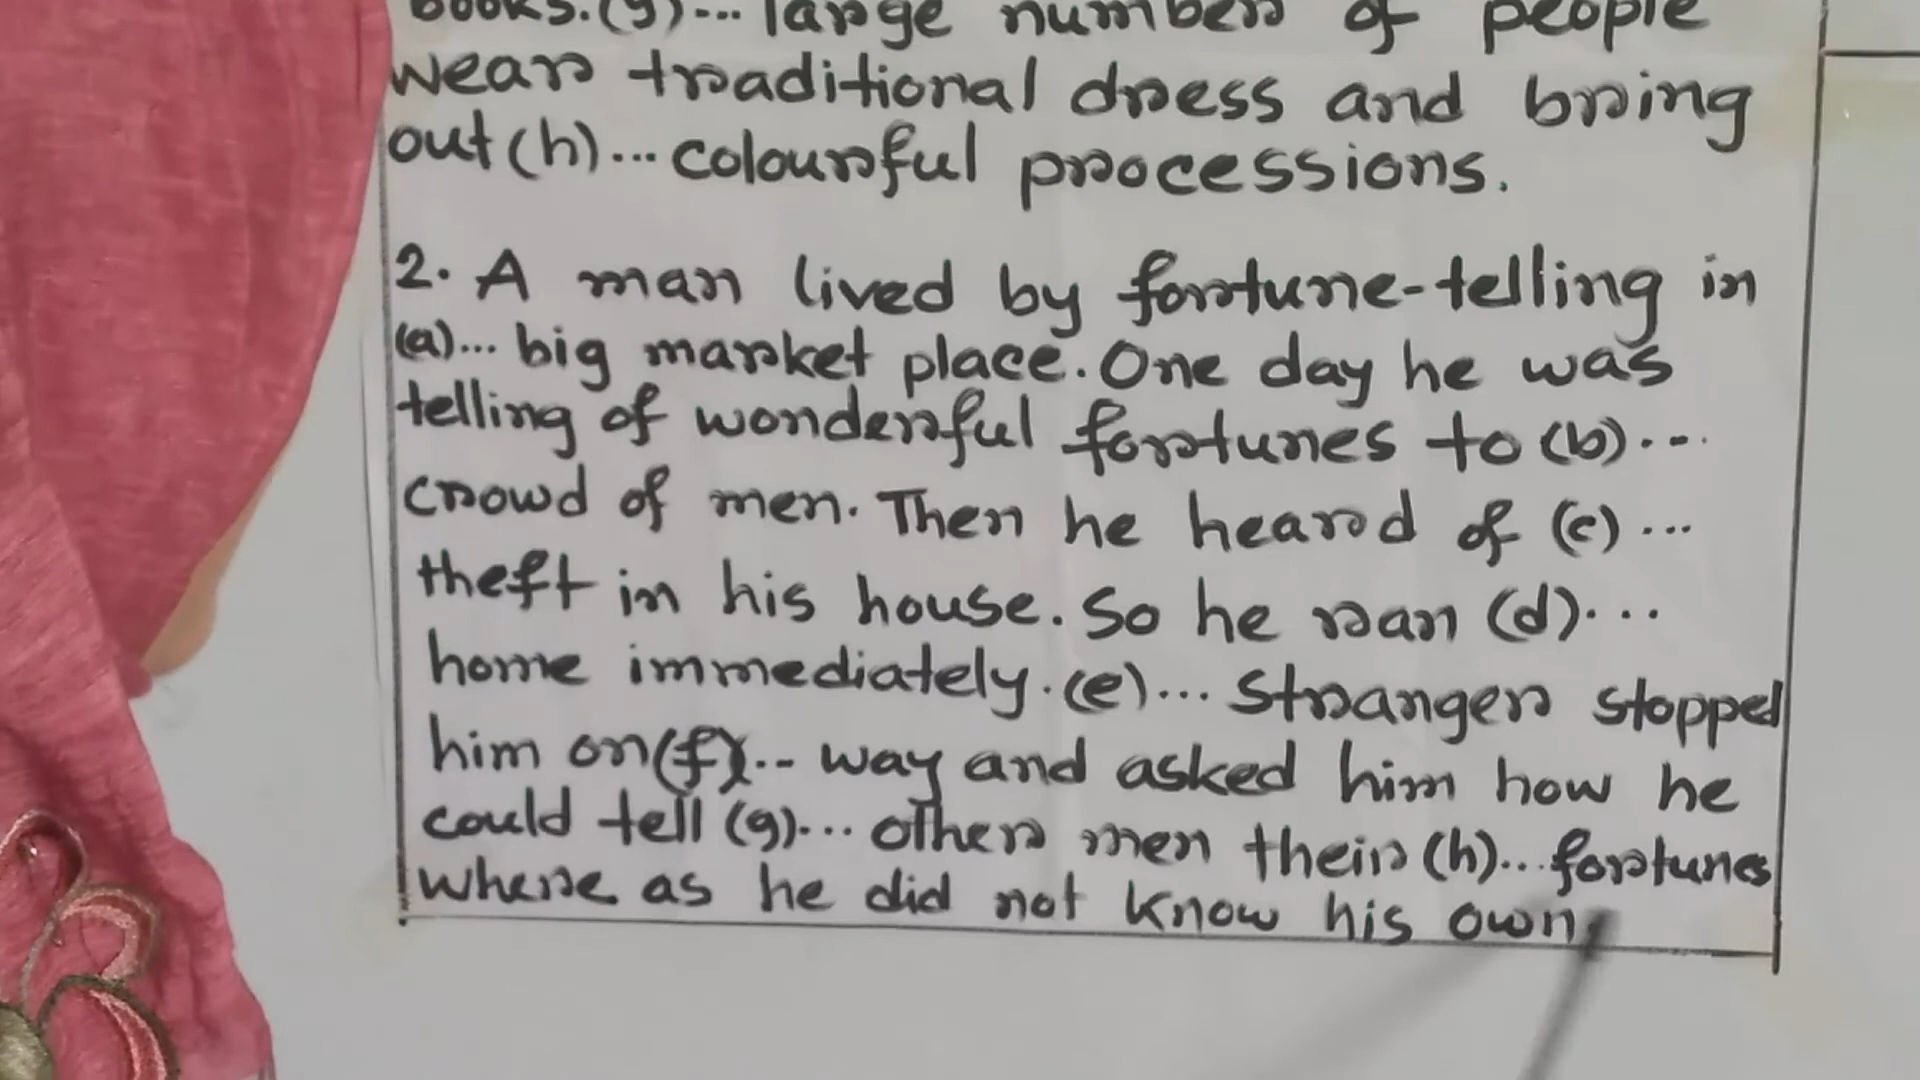 books.(g)... large number of people
wear traditional dress and bring
out (h)... colourful processions.
2. A man lived by fortune-telling in
(a)... big market place. One day he was
telling of wonderful fortunes to (b)...
crowd of men. Then he heard of (c)...
theft in his house. So he ran (d)...
home immediately. (e)... Stranger stopped
him on (f)... way and asked him how he
could tell (g)... other men their (h)... fortunes
where as he did not know his own.